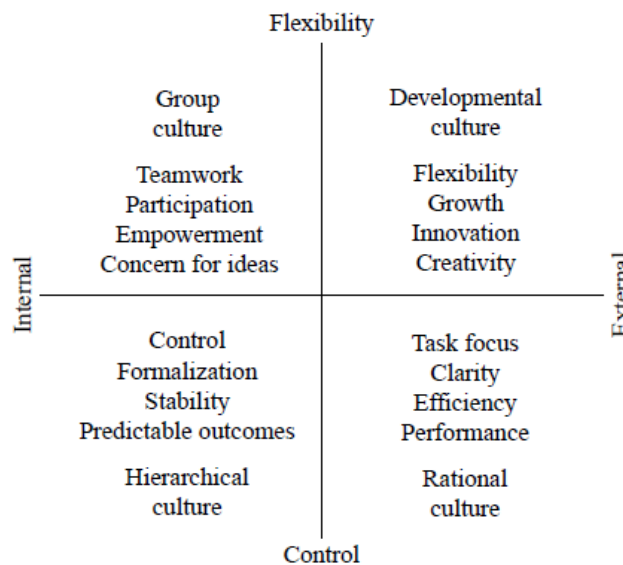 Flexibility
Group
culture
Teamwork
Participation
Empowerment
Concern for ideas
Developmental
culture
Flexibility
Growth
Innovation
Creativity
Internal
External
Control
Formalization
Stability
Predictable outcomes
Hierarchical
culture
Task focus
Clarity
Efficiency
Performance
Rational
culture
Control